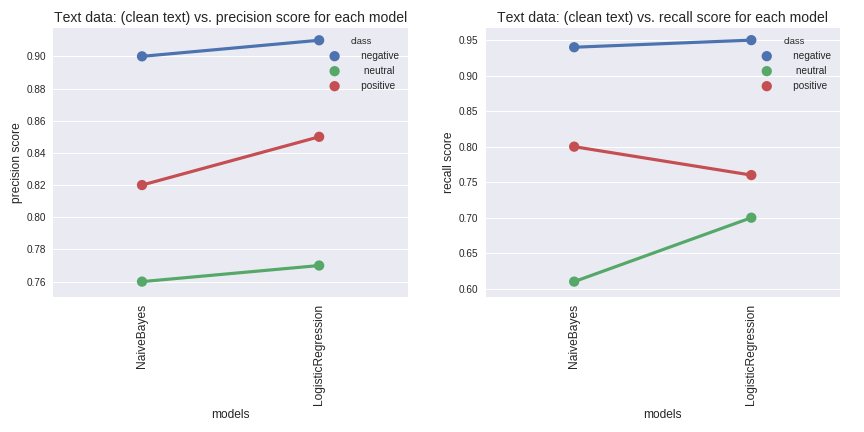 Text data: (clean text) vs. precision score for each model
class
negative
neutral
positive
0.90
0.88
0.86
0.84
0.82
0.80
0.78
0.76
precision score
NaiveBayes
LogisticRegression
models
Text data: (clean text) vs. recall score for each model
class
negative
neutral
positive
0.95
0.90
0.85
0.80
0.75
0.70
0.65
0.60
recall score
NaiveBayes
LogisticRegression
models